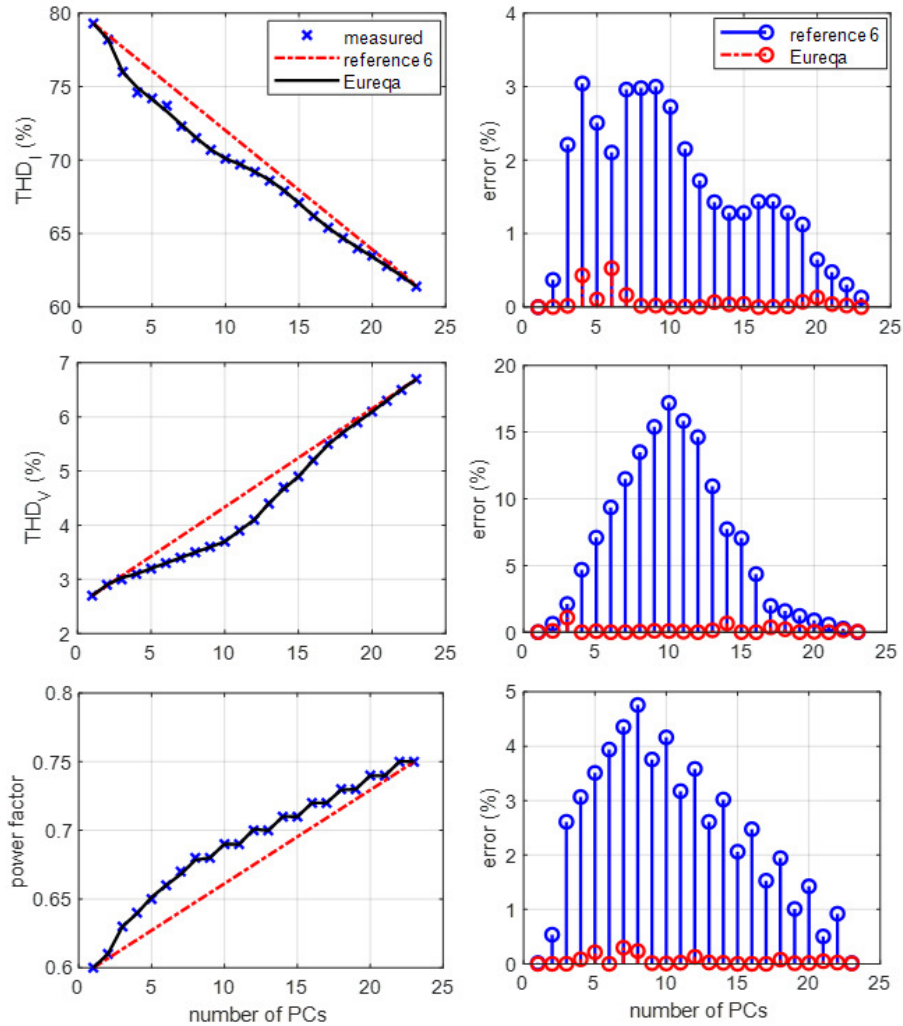 80
75
70
65
60
THD_I (%)
measured
reference 6
Eureqa
0 5 10 15 20 25
4
3
2
1
0
error (%)
reference 6
Eureqa
0 5 10 15 20 25
7
6
5
4
3
2
THD_V (%)
0 5 10 15 20 25
20
15
10
5
0
error (%)
0 5 10 15 20 25
0.8
0.75
0.7
0.65
0.6
power factor
0 5 10 15 20 25
number of PCs
5
4
3
2
1
0
error (%)
0 5 10 15 20 25
number of PCs